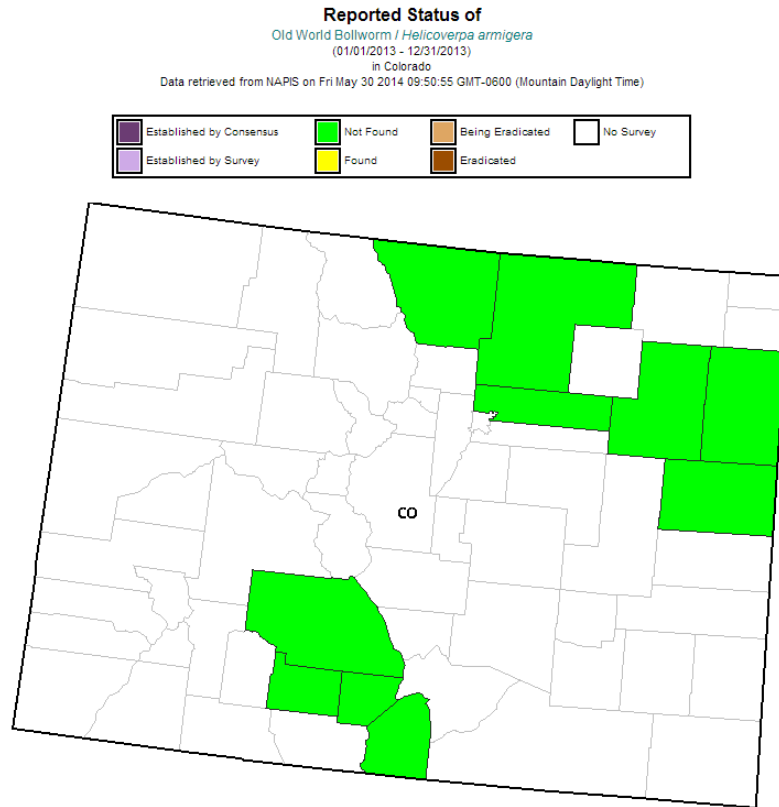 Reported Status of
Old World Bollworm / Helicoverpa armigera
(01/01/2013 - 12/31/2013)
in Colorado
Data retrieved from NAPIS on Fri May 30 2014 09:50:55 GMT-0600 (Mountain Daylight Time)
Established by Consensus Not Found Being Eradicated No Survey
Established by Survey Found Eradicated
CO